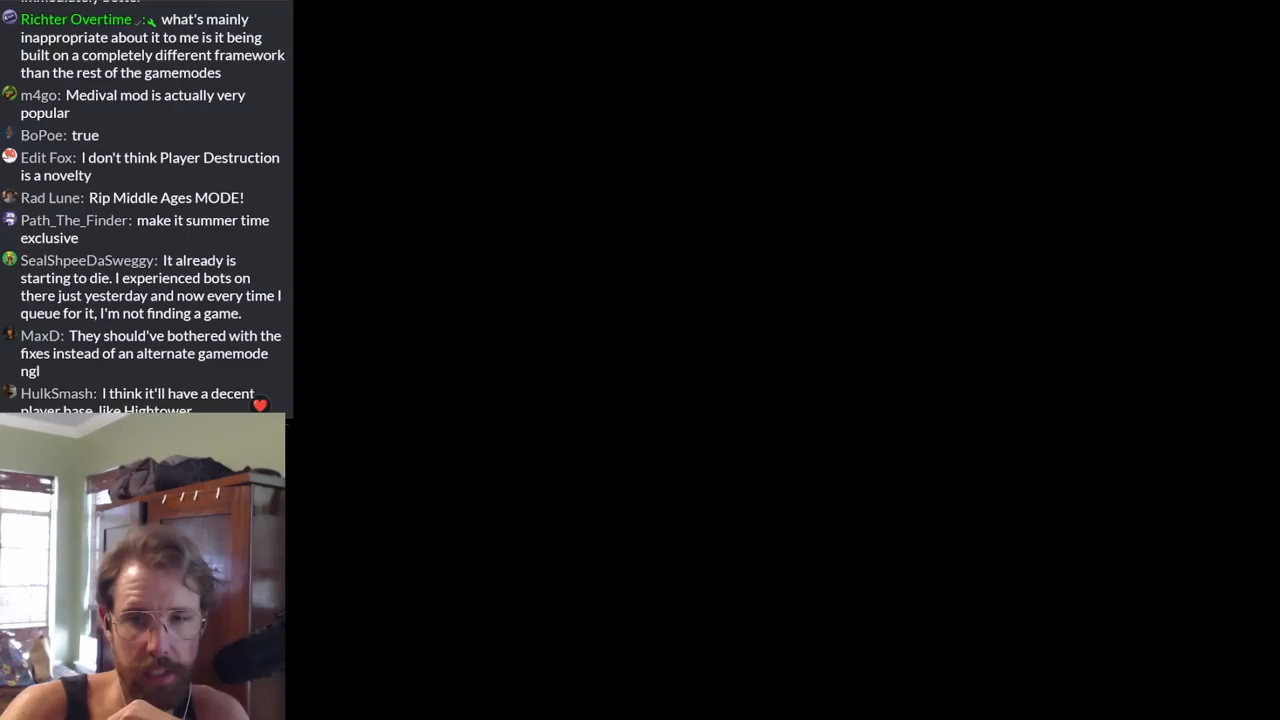 Richter Overtime what's mainly
inappropriate about it to me is it being
built on a completely different framework
than the rest of the gamemodes
m4go: Medival mod is actually very
popular
BoPoe: true
Edit Fox: I don't think Player Destruction
is a novelty
Rad Lune: Rip Middle Ages MODE!
Path_The_Finder: make it summer time
exclusive
SealShpeeDaSweggy: It already is
starting to die. I experienced bots on
there just yesterday and now every time I
queue for it, I'm not finding a game.
MaxD: They should've bothered with the
fixes instead of an alternate gamemode
ngl
HulkSmash: I think it'll have a decent
player base, like Hightower